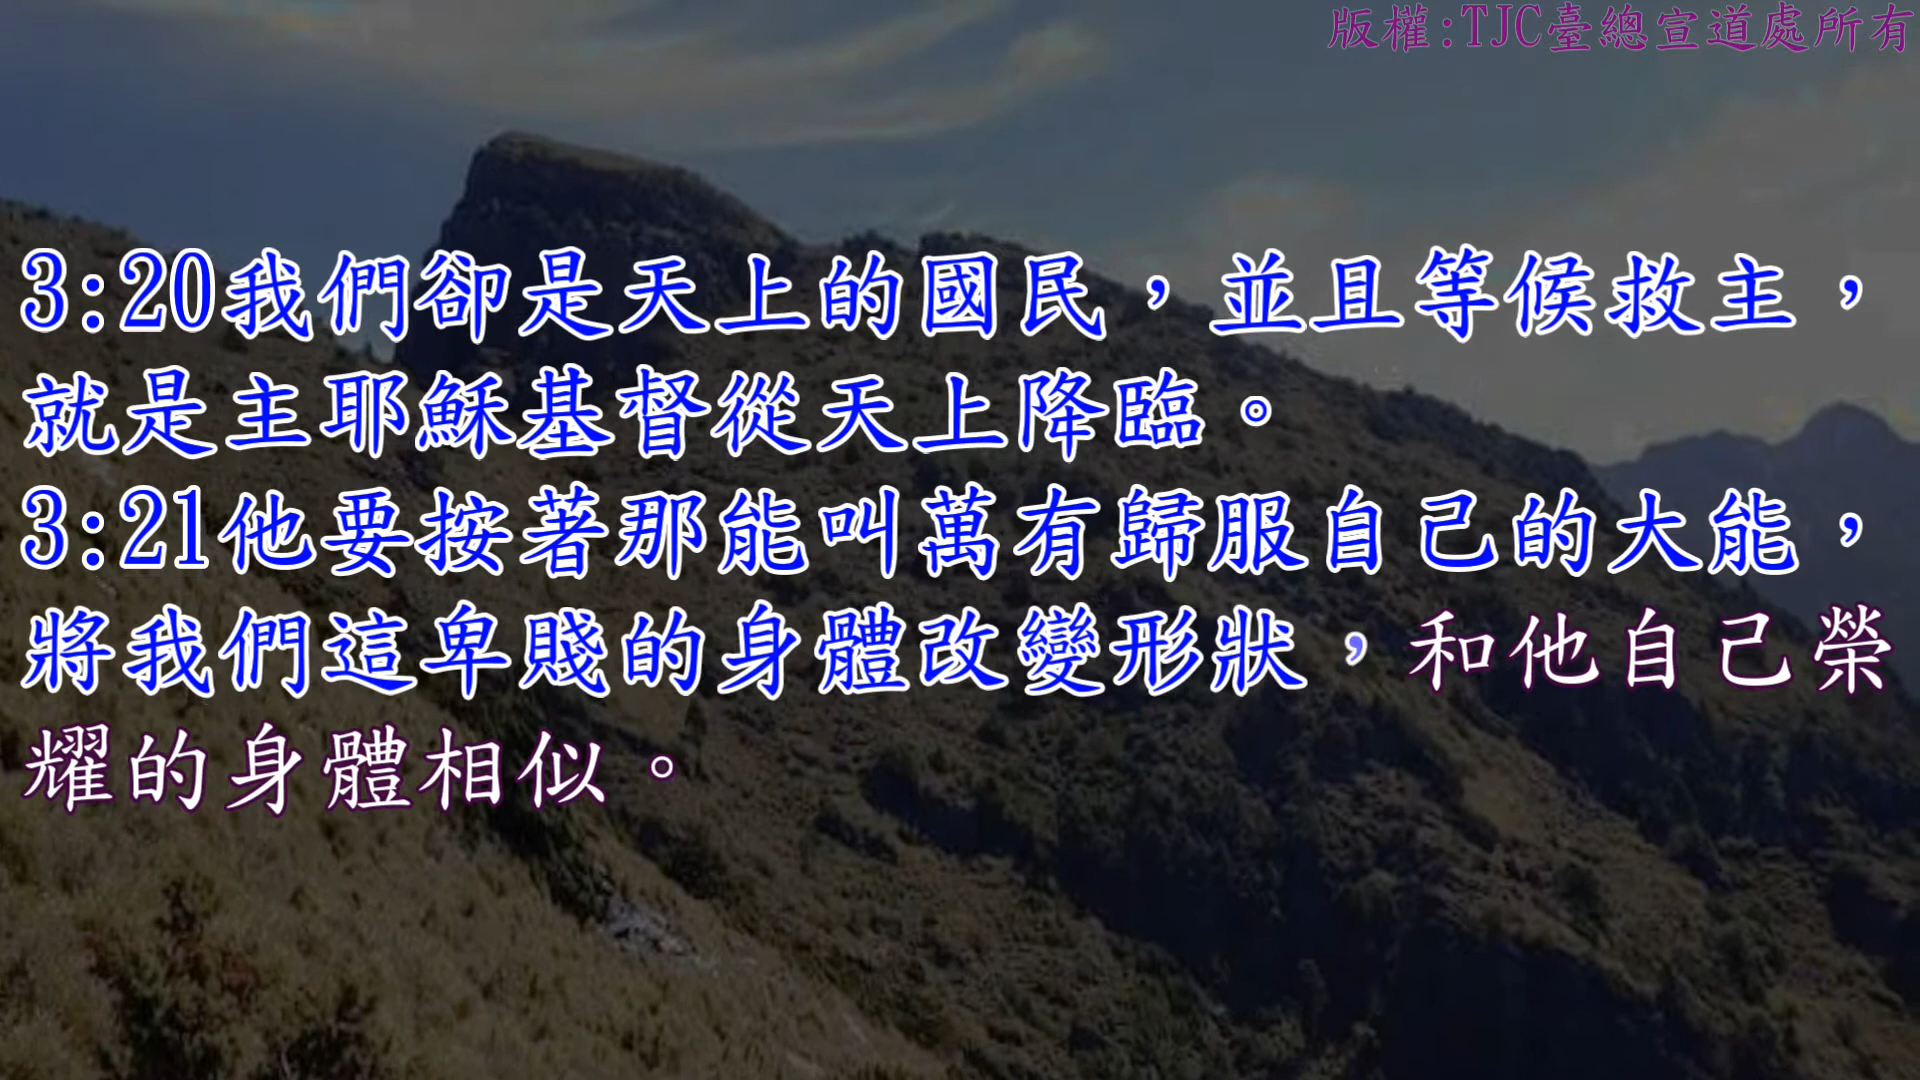 版權:TJC臺總宣道處所有
3:20我們卻是天上的國民，並且等候救主，
就是主耶穌基督從天上降臨。
3:21他要按著那能叫萬有歸服自己的大能，
將我們這卑賤的身體改變形狀，和他自己榮
耀的身體相似。